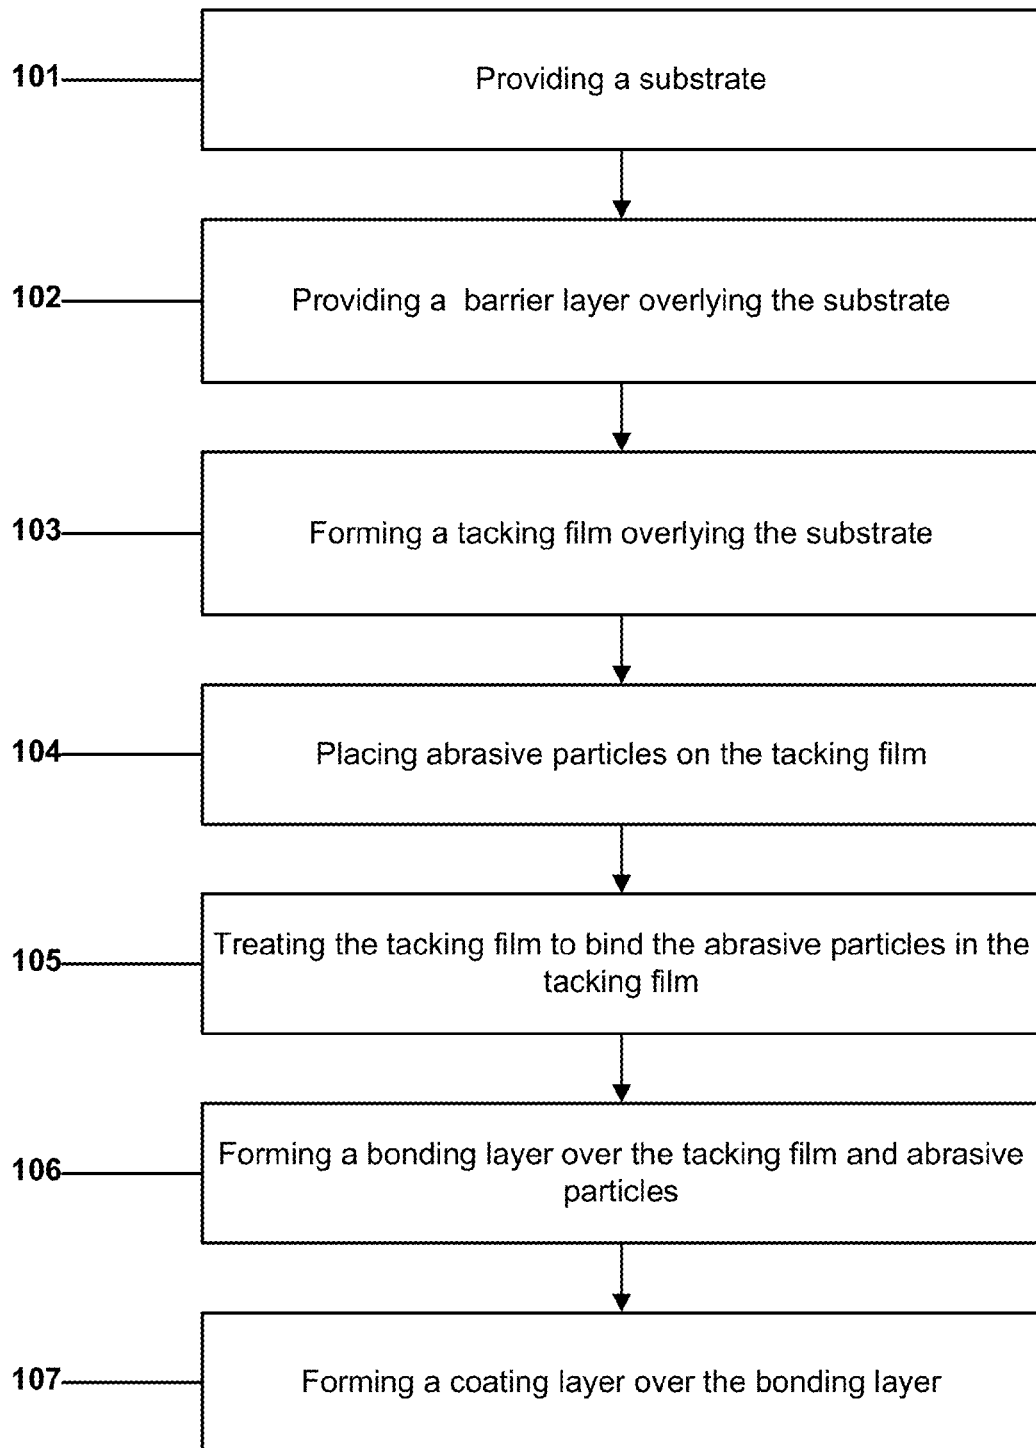 101
Providing a substrate
102
Providing a barrier layer overlying the substrate
103
Forming a tacking film overlying the substrate
104
Placing abrasive particles on the tacking film
105
Treating the tacking film to bind the abrasive particles in the
tacking film
106
Forming a bonding layer over the tacking film and abrasive
particles
107
Forming a coating layer over the bonding layer